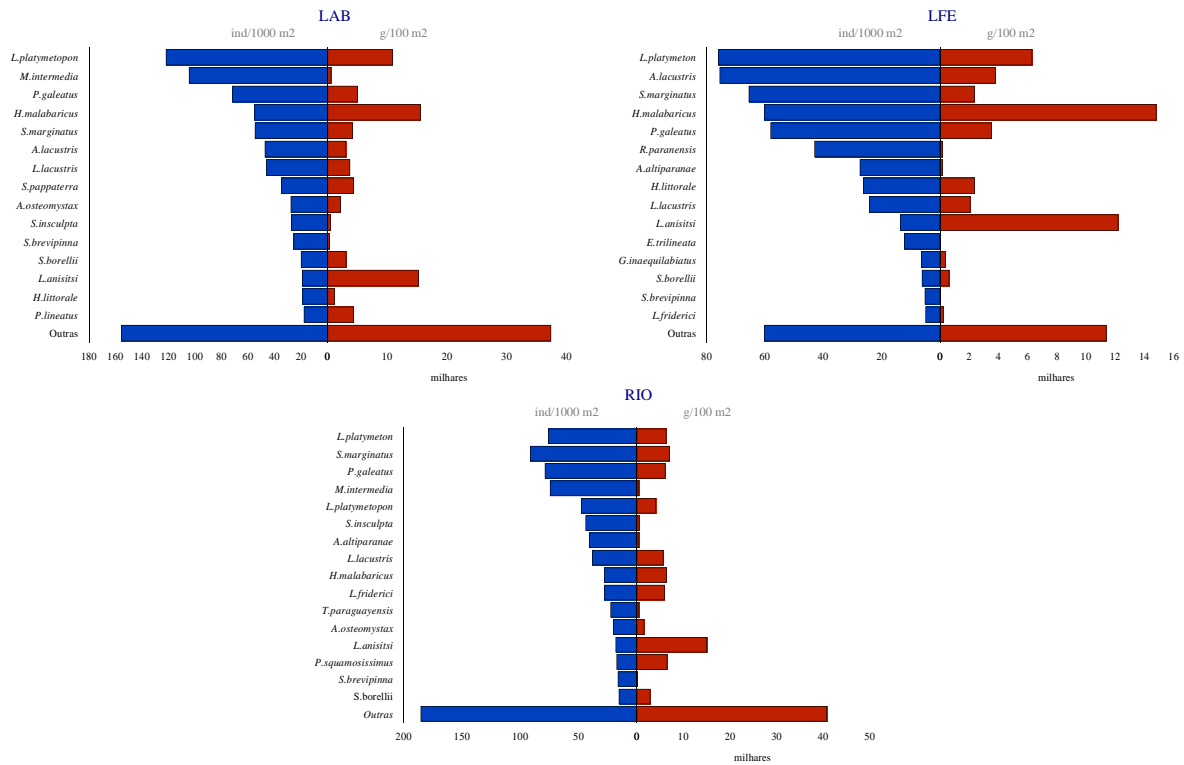 LAB
ind/1000 m2 g/100 m2
L.platymetopon
M.intermedia
P.galeatus
H.malabaricus
S.marginatus
A.lacustris
L.lacustris
S.pappaterra
A.osteomystax
S.insculpta
S.brevipinna
S.borellii
L.anisitsi
H.littorale
P.lineatus
Outras
180 160 140 120 100 80 60 40 20 0 10 20 30 40
milhares
LFE
ind/1000 m2 g/100 m2
L.platymeton
A.lacustris
S.marginatus
H.malabaricus
P.galeatus
R.paranensis
A.altiparanae
H.littorale
L.lacustris
L.anisitsi
E.trilineata
G.inaequilabiatus
S.borellii
S.brevipinna
L.friderici
Outras
80 60 40 20 0 2 4 6 8 10 12 14 16
milhares
RIO
ind/1000 m2 g/100 m2
L.platymeton
S.marginatus
P.galeatus
M.intermedia
L.platymetopon
S.insculpta
A.altiparanae
L.lacustris
H.malabaricus
L.friderici
T.paraguayensis
A.osteomystax
L.anisitsi
P.squamosissimus
S.brevipinna
S.borellii
Outras
200 150 100 50 0 10 20 30 40 50
milhares